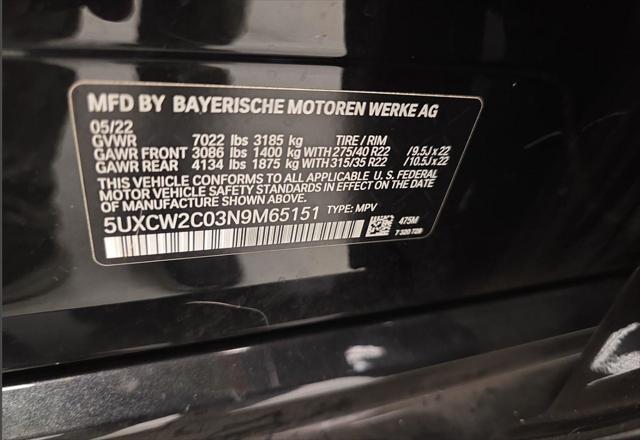 MFD BY BAYERISCHE MOTOREN WERKE AG
05/22
GVWR 7022 lbs 3185 kg TIRE / RIM
GAWR FRONT 3086 lbs 1400 kg WITH 275/40 R22 / 9.5J x 22
GAWR REAR 4134 lbs 1875 kg WITH 315/35 R22 / 10.5J x 22
THIS VEHICLE CONFORMS TO ALL APPLICABLE U. S. FEDERAL
MOTOR VEHICLE SAFETY STANDARDS IN EFFECT ON THE DATE
OF MANUFACTURE SHOWN ABOVE.
5UXCW2C03N9M65151 TYPE: MPV
475M
7 320 726